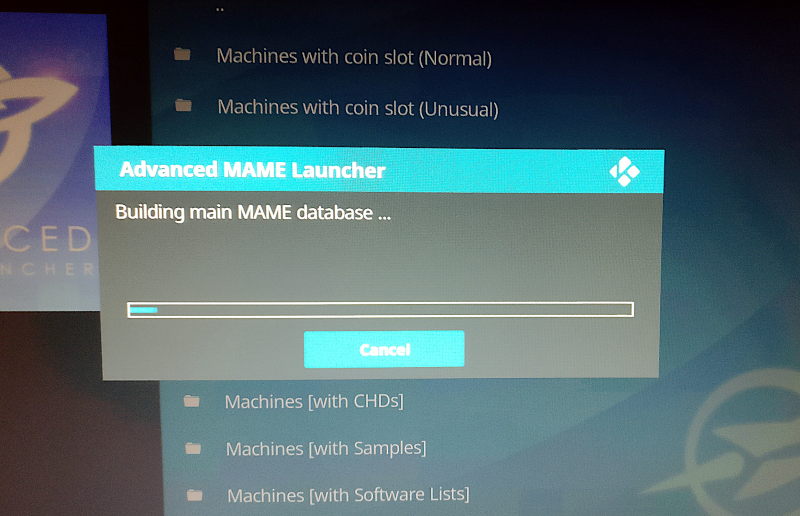 ..
Machines with coin slot (Normal)
Machines with coin slot (Unusual)
Advanced MAME Launcher
Building main MAME database ...
CED
NCHER
Cancel
Machines [with CHDs]
Machines [with Samples]
Machines [with Software Lists]